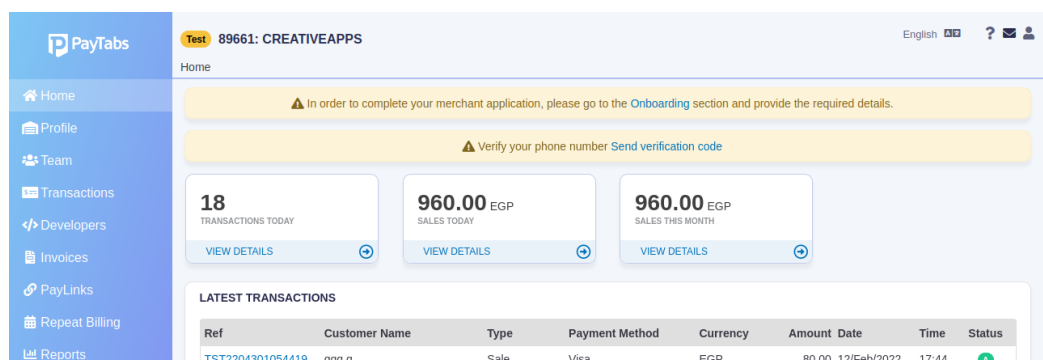 PayTabs
Test 89661: CREATIVEAPPS
English
Home
Home
Profile
Team
Transactions
Developers
Invoices
PayLinks
Repeat Billing
Reports
In order to complete your merchant application, please go to the Onboarding section and provide the required details.
Verify your phone number Send verification code
18
TRANSACTIONS TODAY
VIEW DETAILS
960.00 EGP
SALES TODAY
VIEW DETAILS
960.00 EGP
SALES THIS MONTH
VIEW DETAILS
LATEST TRANSACTIONS
Ref Customer Name Type Payment Method Currency Amount Date Time Status
TST2204301054419 ggg g Sale Visa EGP 80.00 12/Feb/2022 17:44 A